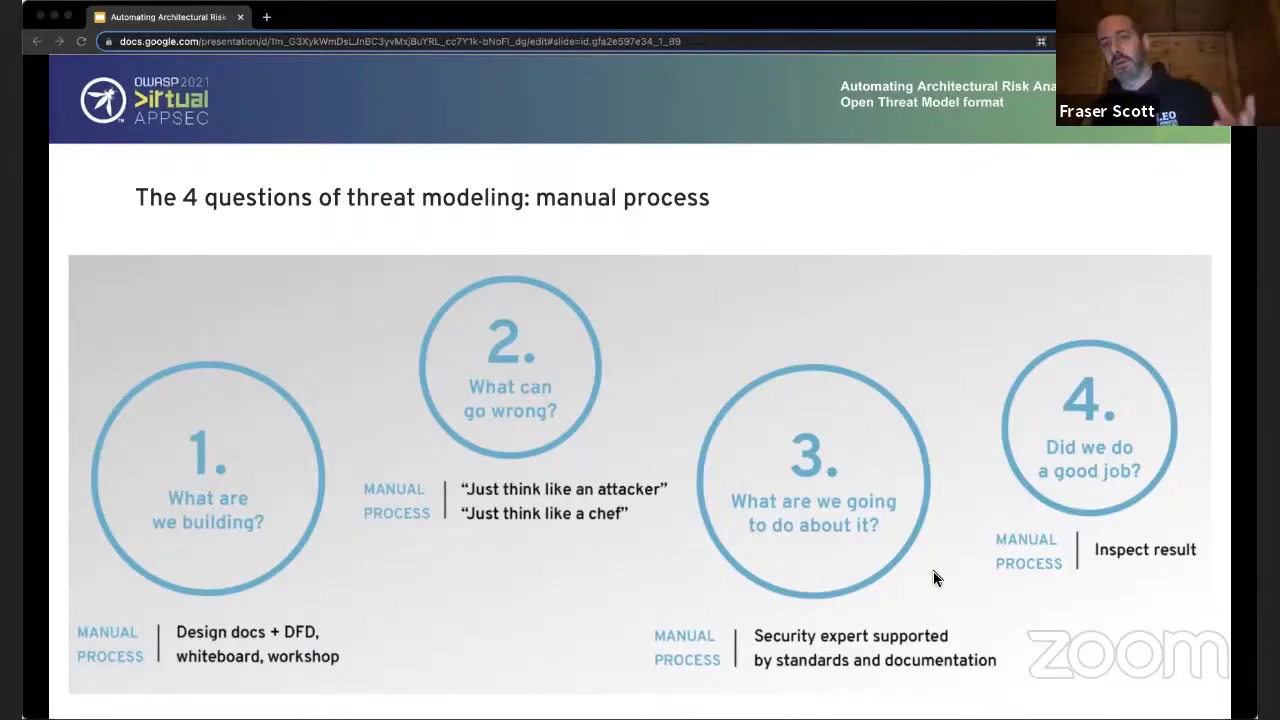 Automating Architectural Risk
docs.google.com/presentation/d/1m_G3XykWmDsLJnBC3yvMxjBuYRL_cc7Y1k-bNoFI_dg/edit#slide=id.gfa2e597e34_1_89
OWASP 2021
>irtual
APPSEC
Automating Architectural Risk Ana
Open Threat Model format
LEO
Fraser Scott
The 4 questions of threat modeling: manual process
1.
What are
we building?
MANUAL
PROCESS
Design docs + DFD,
whiteboard, workshop
2.
What can
go wrong?
MANUAL
PROCESS
“Just think like an attacker”
“Just think like a chef”
3.
What are we going
to do about it?
MANUAL
PROCESS
Security expert supported
by standards and documentation
4.
Did we do
a good job?
MANUAL
PROCESS
Inspect result
zoom